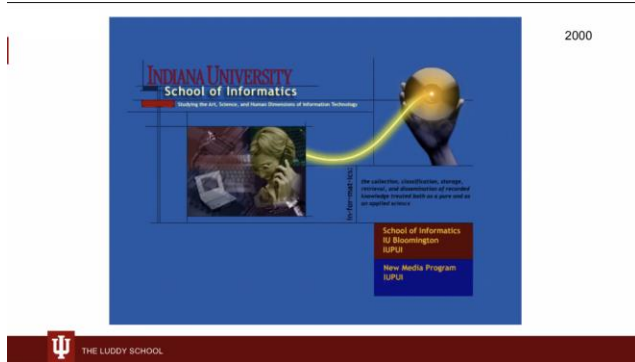 2000
INDIANA UNIVERSITY
School of Informatics
Studying the Art, Science, and Human Dimensions of Information Technology
in·for·mat·ics:
the collection, classification, storage,
retrieval, and dissemination of recorded
knowledge treated both as a pure and as
an applied science
School of Informatics
IU Bloomington
IUPUI
New Media Program
IUPUI
THE LUDDY SCHOOL